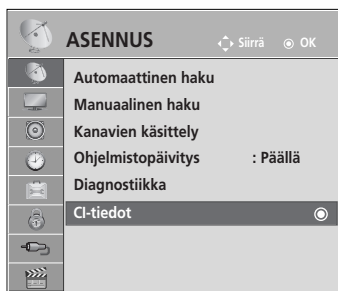 ASENNUS Siirrä OK
Automaattinen haku
Manuaalinen haku
Kanavien käsittely
Ohjelmistopäivitys : Päällä
Diagnostiikka
CI-tiedot